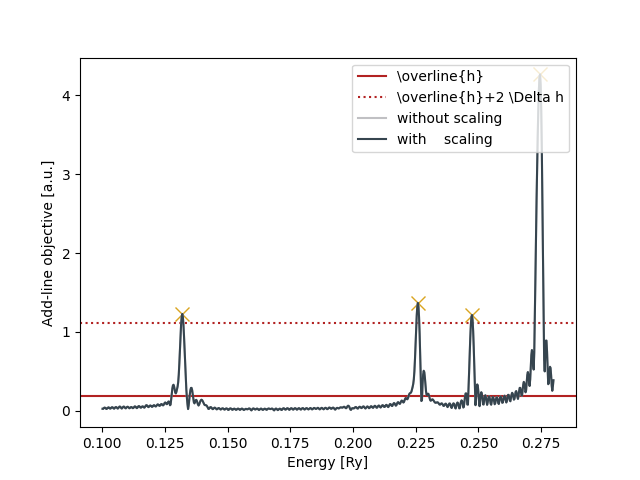 \overline{h}
\overline{h}+2 \Delta h
without scaling
with    scaling
Add-line objective [a.u.]
4
3
2
1
0
0.100 0.125 0.150 0.175 0.200 0.225 0.250 0.275
Energy [Ry]